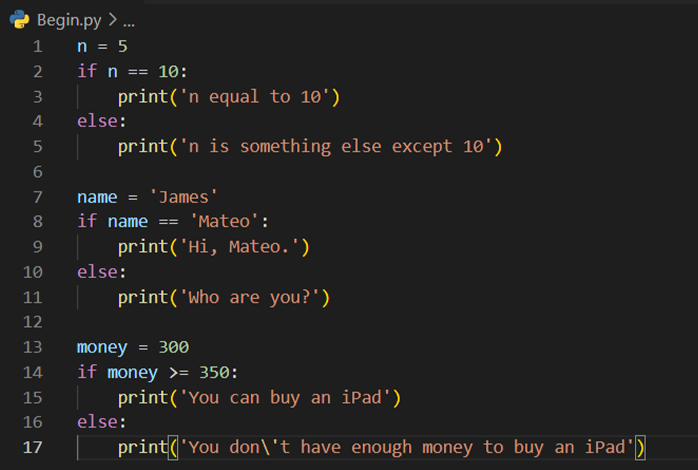 Begin.py > ...
1 n = 5
2 if n == 10:
3     print('n equal to 10')
4 else:
5     print('n is something else except 10')
6
7 name = 'James'
8 if name == 'Mateo':
9     print('Hi, Mateo.')
10 else:
11     print('Who are you?')
12
13 money = 300
14 if money >= 350:
15     print('You can buy an iPad')
16 else:
17     print('You don\'t have enough money to buy an iPad')